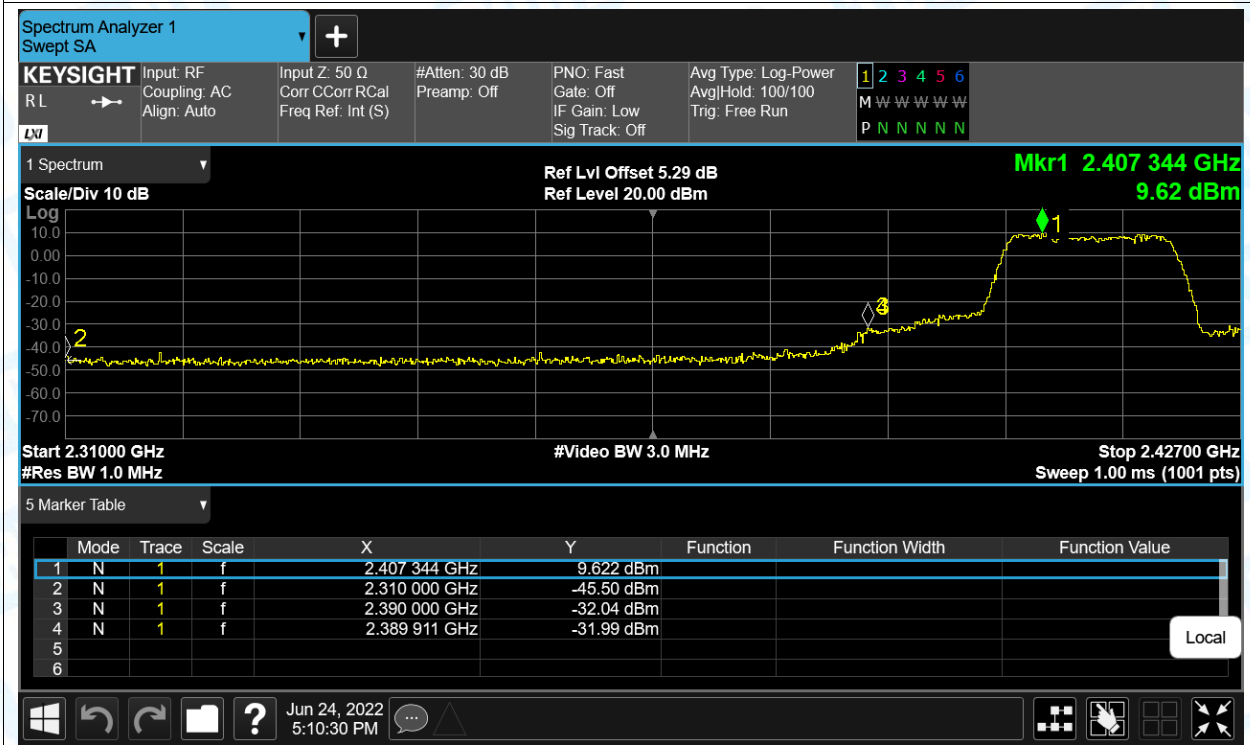 Spectrum Analyzer 1
Swept SA
KEYSIGHT
R L
LXI
Input: RF
Coupling: AC
Align: Auto
Input Z: 50 Ω
Corr CCorr RCal
Freq Ref: Int (S)
#Atten: 30 dB
Preamp: Off
PNO: Fast
Gate: Off
IF Gain: Low
Sig Track: Off
Avg Type: Log-Power
Avg|Hold: 100/100
Trig: Free Run
1 2 3 4 5 6
M W W W W W
P N N N N N
1 Spectrum
Scale/Div 10 dB
Ref Lvl Offset 5.29 dB
Ref Level 20.00 dBm
Mkr1 2.407 344 GHz
9.62 dBm
Log
10.0
0.00
-10.0
-20.0
-30.0
-40.0
-50.0
-60.0
-70.0
1
2
Start 2.31000 GHz
#Res BW 1.0 MHz
#Video BW 3.0 MHz
Stop 2.42700 GHz
Sweep 1.00 ms (1001 pts)
5 Marker Table
Mode Trace Scale X Y Function Function Width Function Value
1 N 1 f 2.407 344 GHz 9.622 dBm
2 N 1 f 2.310 000 GHz -45.50 dBm
3 N 1 f 2.390 000 GHz -32.04 dBm
4 N 1 f 2.389 911 GHz -31.99 dBm
5
6
Local
?
Jun 24, 2022
5:10:30 PM